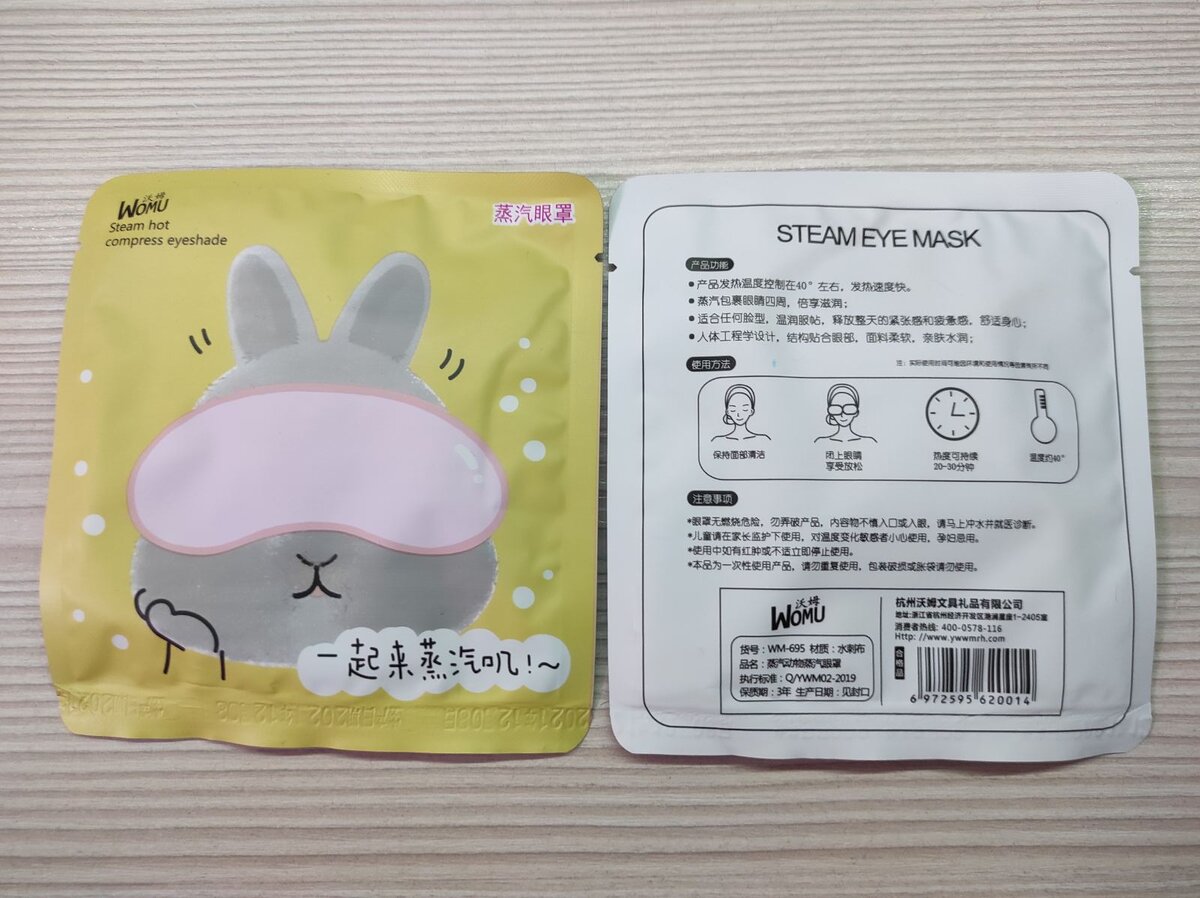 沃姆
WOMU
Steam hot
compress eyeshade
蒸汽眼罩
一起来蒸汽叽!~
STEAM EYE MASK
产品功能
●产品发热温度控制在40°左右，发热速度快。
●蒸汽包裹眼睛四周，倍享滋润；
●适合任何脸型，温润服帖，释放整天的紧张感和疲惫感，舒适身心；
●人体工程学设计，结构贴合眼部，面料柔软，亲肤水润；
使用方法
保持面部清洁
闭上眼睛
享受放松
热度可持续
20-30分钟
温度约40°
注意事项
*眼罩无燃烧危险，勿弄破产品，内容物不慎入口或入眼，请马上冲水并就医诊断。
*儿童请在家长监护下使用，对温度变化敏感者小心使用，孕妇忌用。
*使用中如有红肿或不适立即停止使用。
*本品为一次性使用产品，请勿重复使用，包装破损或胀袋请勿使用。
沃姆
WOMU
货号：WM-695 材质：水刺布
品名：蒸汽动物蒸汽眼罩
执行标准：Q/YWM02-2019
保质期：3年 生产日期：见封口
杭州沃姆文具礼品有限公司
消费者热线：400-0578-116
Http://www.ywwmrh.com
合格品
6 972595 620014